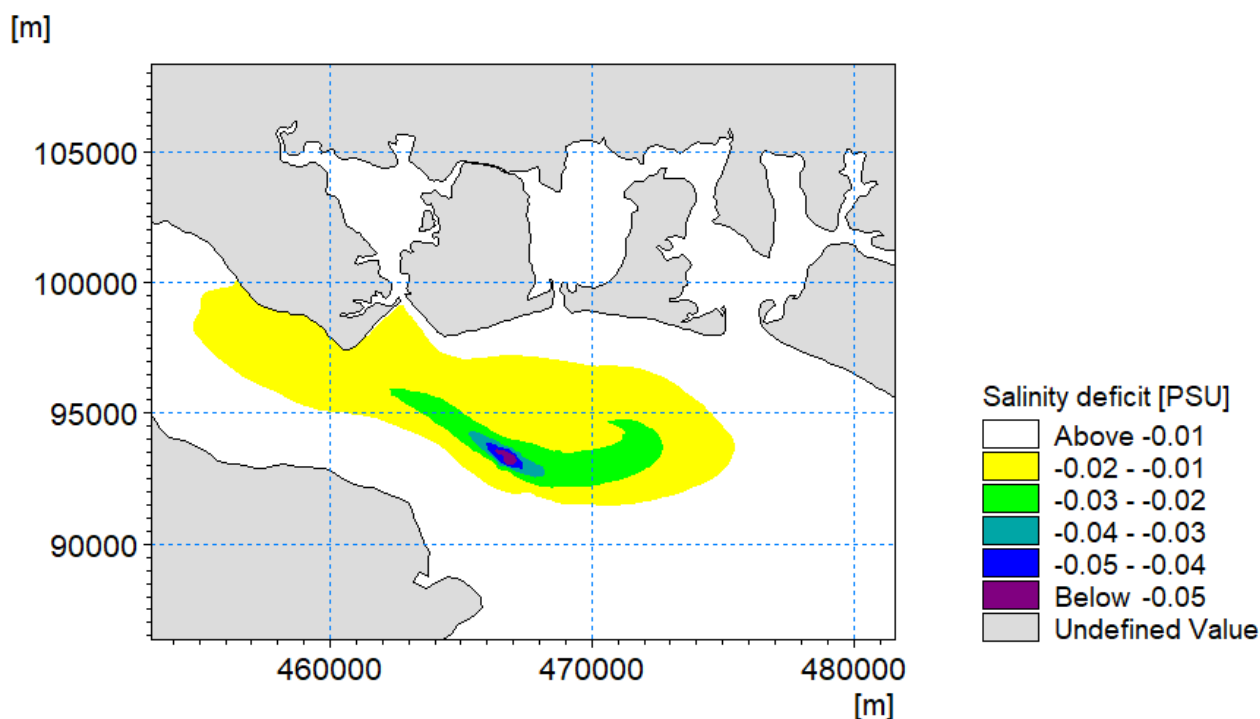 [m]
105000
100000
95000
90000
460000
470000
480000
[m]
Salinity deficit [PSU]
Above -0.01
-0.02 - -0.01
-0.03 - -0.02
-0.04 - -0.03
-0.05 - -0.04
Below -0.05
Undefined Value